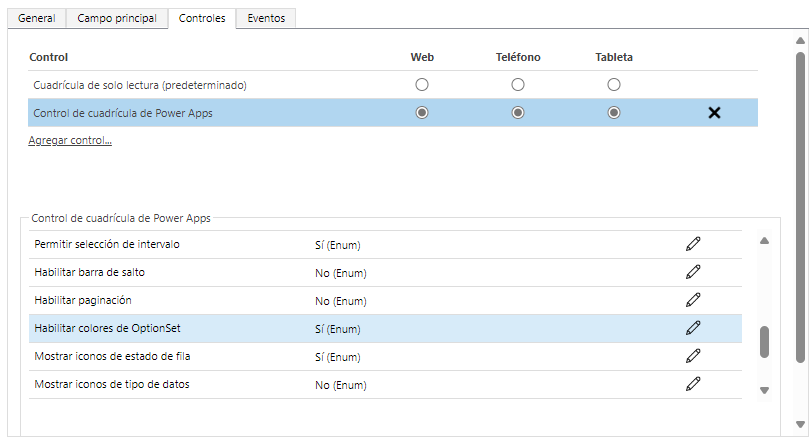 General Campo principal Controles Eventos
Control Web Teléfono Tableta
Cuadrícula de solo lectura (predeterminado)
Control de cuadrícula de Power Apps
Agregar control...
Control de cuadrícula de Power Apps
Permitir selección de intervalo Sí (Enum)
Habilitar barra de salto No (Enum)
Habilitar paginación No (Enum)
Habilitar colores de OptionSet Sí (Enum)
Mostrar iconos de estado de fila Sí (Enum)
Mostrar iconos de tipo de datos No (Enum)